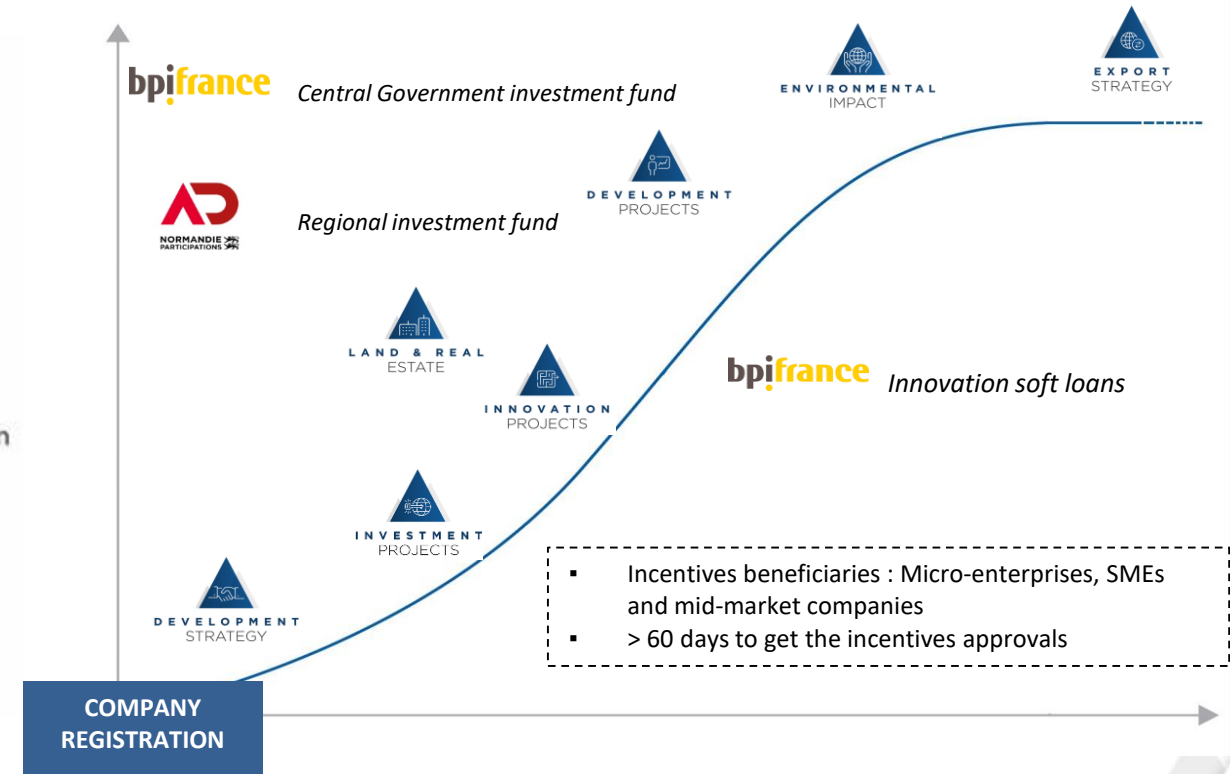 bpifrance
Central Government investment fund
ENVIRONMENTAL
IMPACT
EXPORT
STRATEGY
DEVELOPMENT
PROJECTS
NORMANDIE
PARTICIPATIONS
Regional investment fund
LAND & REAL
ESTATE
INNOVATION
PROJECTS
bpifrance
Innovation soft loans
n
INVESTMENT
PROJECTS
DEVELOPMENT
STRATEGY
▪ Incentives beneficiaries : Micro-enterprises, SMEs
and mid-market companies
▪ > 60 days to get the incentives approvals
COMPANY
REGISTRATION